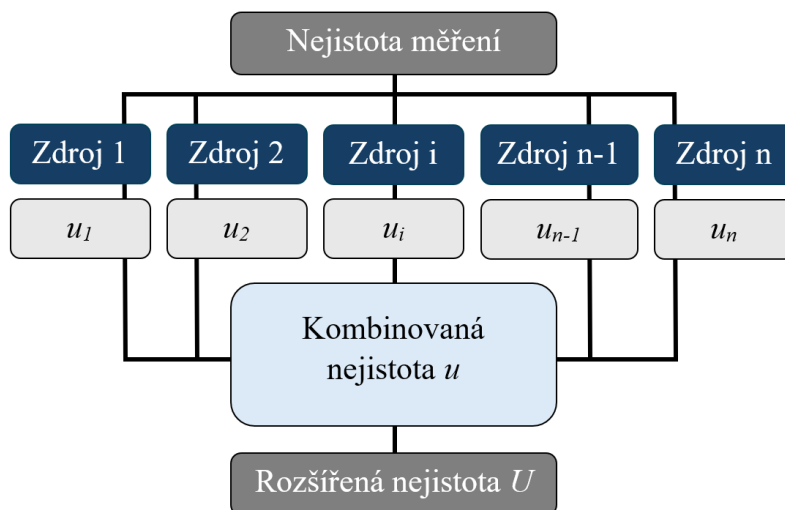 Nejistota měření
Zdroj 1
Zdroj 2
Zdroj i
Zdroj n-1
Zdroj n
u1
u2
ui
un-1
un
Kombinovaná
nejistota u
Rozšířená nejistota U